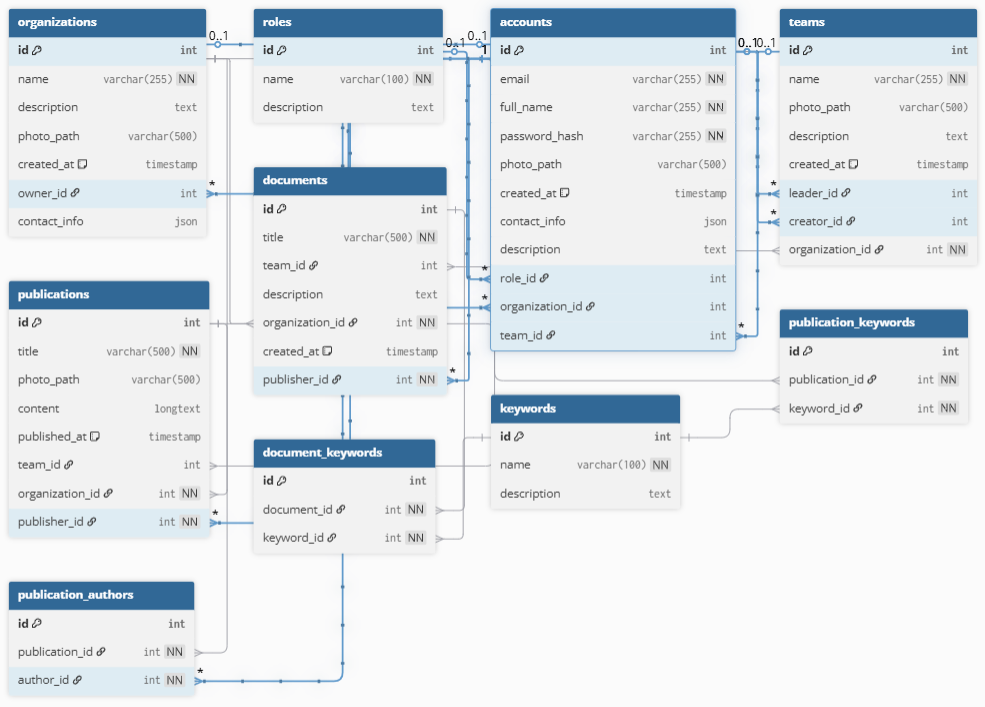 organizations
id int
name varchar(255) NN
description text
photo_path varchar(500)
created_at timestamp
owner_id int
contact_info json
0..1
*
roles
id int
name varchar(100) NN
description text
0..1
0..1
1
accounts
id int
email varchar(255) NN
full_name varchar(255) NN
password_hash varchar(255) NN
photo_path varchar(500)
created_at timestamp
contact_info json
description text
role_id int
organization_id int
team_id int
*
*
*
0..1
0..1
teams
id int
name varchar(255) NN
photo_path varchar(500)
description text
created_at timestamp
leader_id int
creator_id int
organization_id int NN
*
*
documents
id int
title varchar(500) NN
team_id int
description text
organization_id int NN
created_at timestamp
publisher_id int NN
*
publications
id int
title varchar(500) NN
photo_path varchar(500)
content longtext
published_at timestamp
team_id int
organization_id int NN
publisher_id int NN
*
publication_keywords
id int
publication_id int NN
keyword_id int NN
keywords
id int
name varchar(100) NN
description text
document_keywords
id int
document_id int NN
keyword_id int NN
publication_authors
id int
publication_id int NN
author_id int NN
*